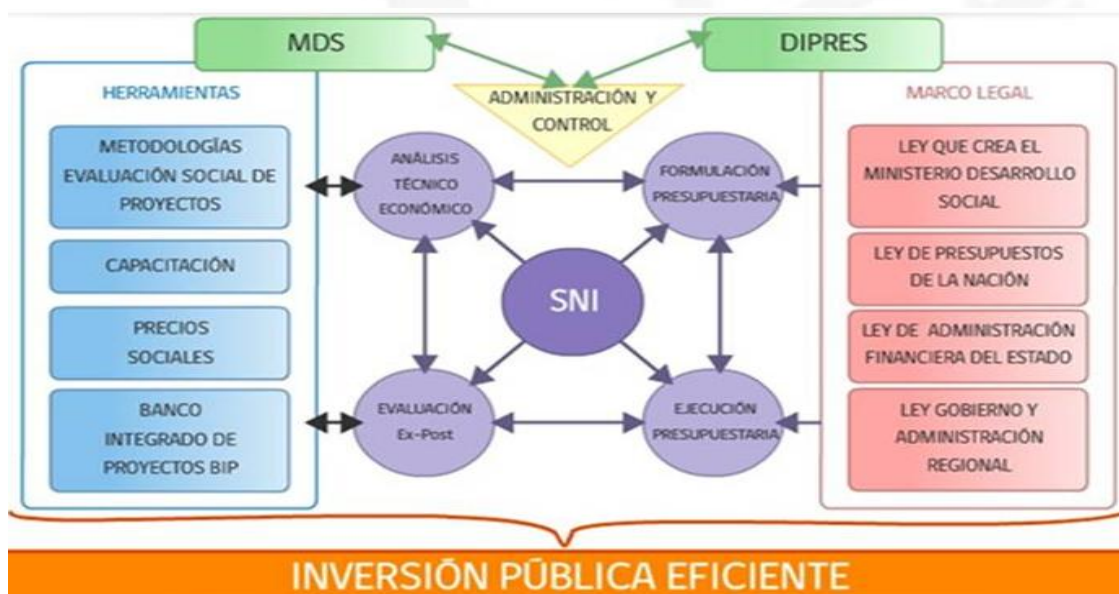 MDS
DIPRES
HERRAMIENTAS
METODOLOGÍAS
EVALUACIÓN SOCIAL DE
PROYECTOS
CAPACITACIÓN
PRECIOS
SOCIALES
BANCO
INTEGRADO DE
PROYECTOS BIP
ADMINISTRACIÓN Y
CONTROL
ANÁLISIS
TÉCNICO
ECONÓMICO
FORMULACIÓN
PRESUPUESTARIA
SNI
EVALUACIÓN
Ex-Post
EJECUCIÓN
PRESUPUESTARIA
MARCO LEGAL
LEY QUE CREA EL
MINISTERIO DESARROLLO
SOCIAL
LEY DE PRESUPUESTOS
DE LA NACIÓN
LEY DE ADMINISTRACIÓN
FINANCIERA DEL ESTADO
LEY GOBIERNO Y
ADMINISTRACIÓN
REGIONAL
INVERSIÓN PÚBLICA EFICIENTE